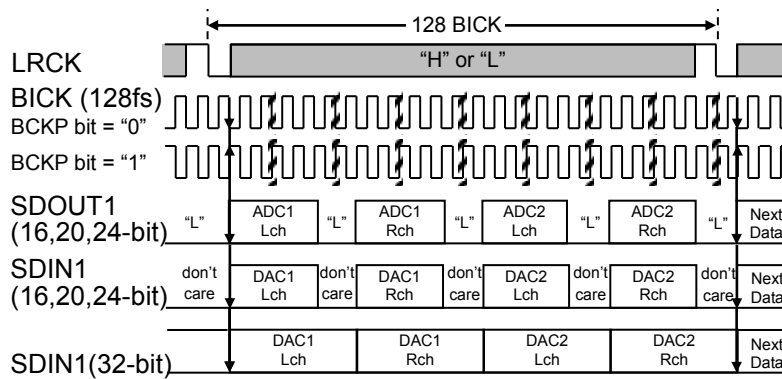 128 BICK
LRCK
“H” or “L”
BICK (128fs)
BCKP bit = “0”
BCKP bit = “1”
SDOUT1
(16,20,24-bit)
“L” ADC1 Lch “L” ADC1 Rch “L” ADC2 Lch “L” ADC2 Rch “L” Next Data
SDIN1
(16,20,24-bit)
don’t care DAC1 Lch don’t care DAC1 Rch don’t care DAC2 Lch don’t care DAC2 Rch don’t care Next Data
SDIN1(32-bit)
DAC1 Lch DAC1 Rch DAC2 Lch DAC2 Rch Next Data